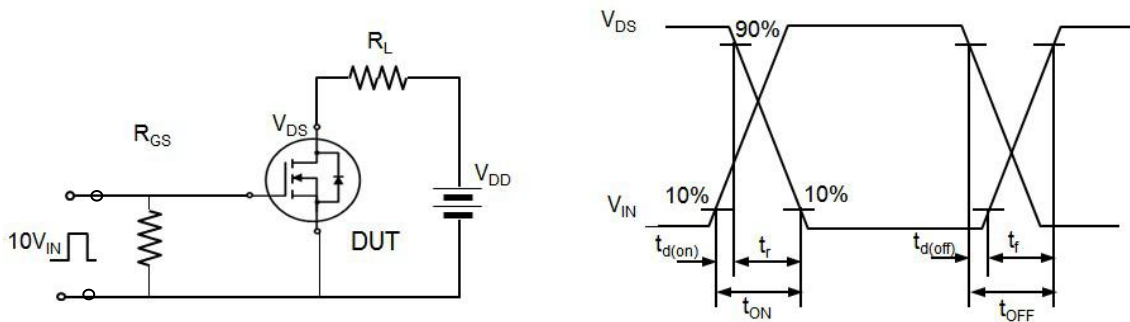 R_L
R_GS
V_DS
V_DD
10V_IN
DUT
V_DS
90%
V_IN
10%
10%
t_d(on)
t_r
t_d(off)
t_f
t_ON
t_OFF